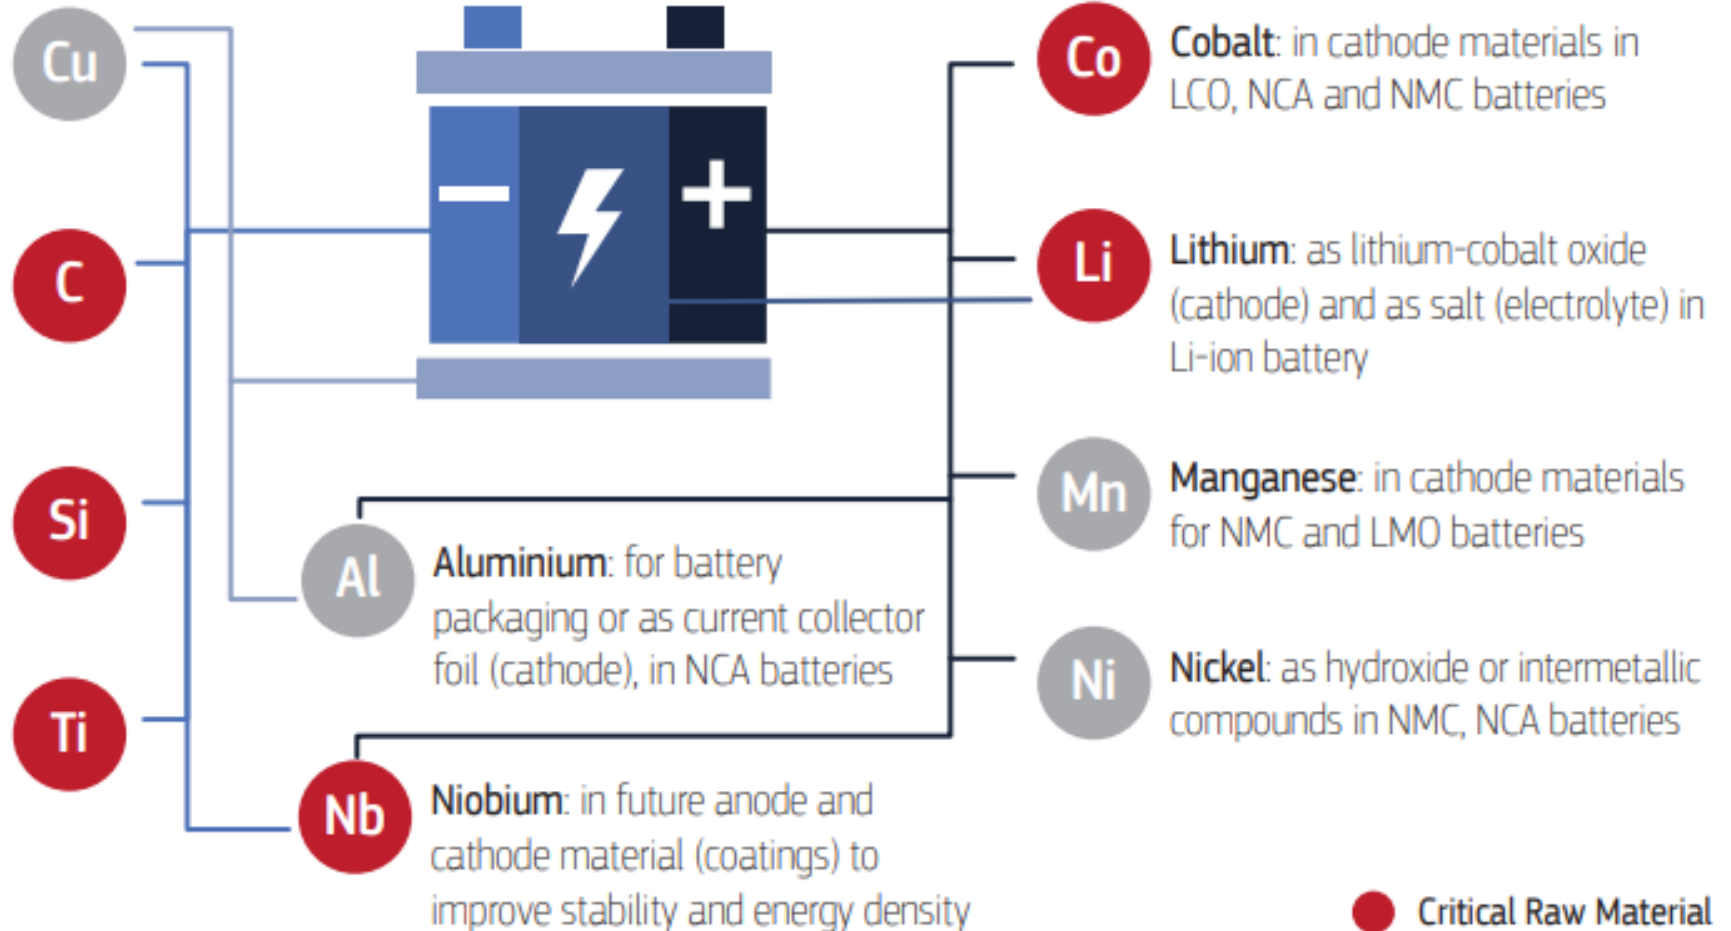 Cu
C
Si
Ti
Co
Cobalt: in cathode materials in
LCO, NCA and NMC batteries
Li
Lithium: as lithium-cobalt oxide
(cathode) and as salt (electrolyte) in
Li-ion battery
Mn
Manganese: in cathode materials
for NMC and LMO batteries
Ni
Nickel: as hydroxide or intermetallic
compounds in NMC, NCA batteries
Al
Aluminium: for battery
packaging or as current collector
foil (cathode), in NCA batteries
Nb
Niobium: in future anode and
cathode material (coatings) to
improve stability and energy density
Critical Raw Material